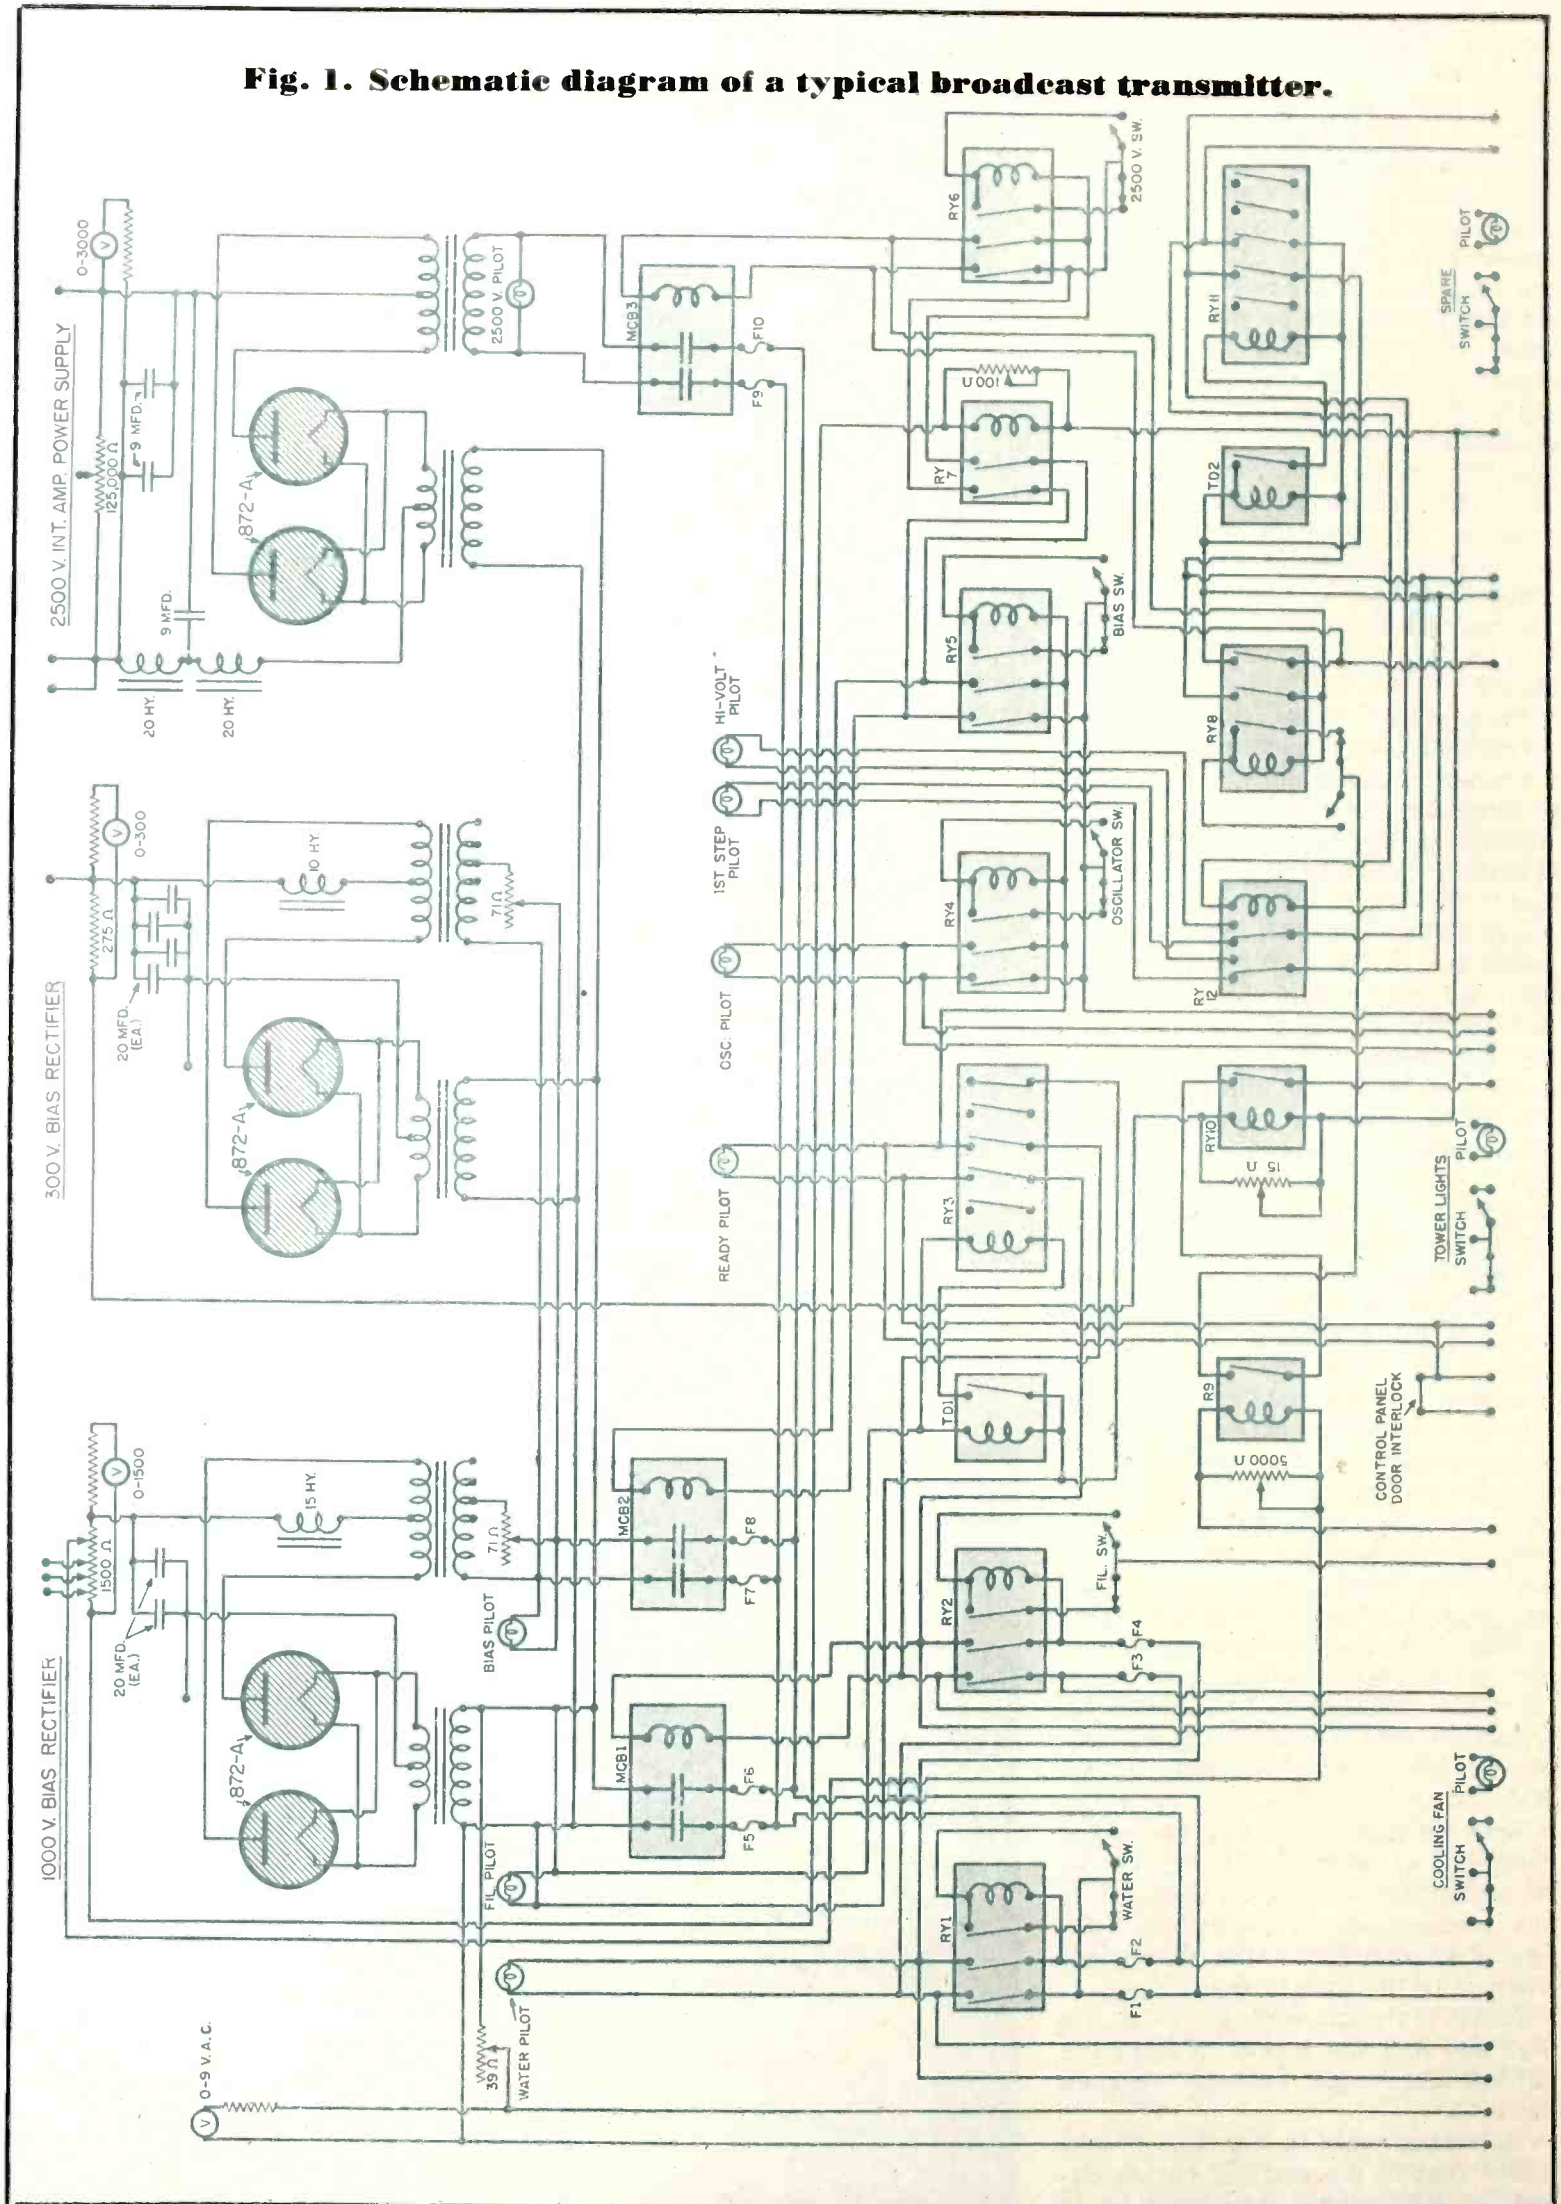 Fig. 1. Schematic diagram of a typical broadcast transmitter.
2500 V. INT. AMP. POWER SUPPLY
0-3000
V
125,000 Ω
9 MFD.
9 MFD.
20 HY.
20 HY.
872-A
2500 V. PILOT
MCB3
F9
F10
300 V. BIAS RECTIFIER
0-300
V
275 Ω
20 MFD.
(EA.)
10 HY.
872-A
71 Ω
1000 V. BIAS RECTIFIER
0-1500
V
1500 Ω
20 MFD.
(EA.)
15 HY.
872-A
71 Ω
BIAS PILOT
MCB2
F7
F8
MCB1
F5
F6
FIL. PILOT
0-9 V.A.C.
V
39 Ω
WATER PILOT
HI-VOLT
PILOT
1ST STEP
PILOT
OSC. PILOT
READY PILOT
RY6
2500 V. SW.
RY
7
100 Ω
RY5
BIAS SW.
RY4
OSCILLATOR SW.
RY3
TD1
RY2
FIL. SW.
F3
F4
RY1
WATER SW.
F1
F2
RY11
TD2
RY8
RY
12
RY10
15 Ω
R9
5000 Ω
SPARE
SWITCH
PILOT
TOWER LIGHTS
SWITCH
PILOT
CONTROL PANEL
DOOR INTERLOCK
COOLING FAN
SWITCH
PILOT